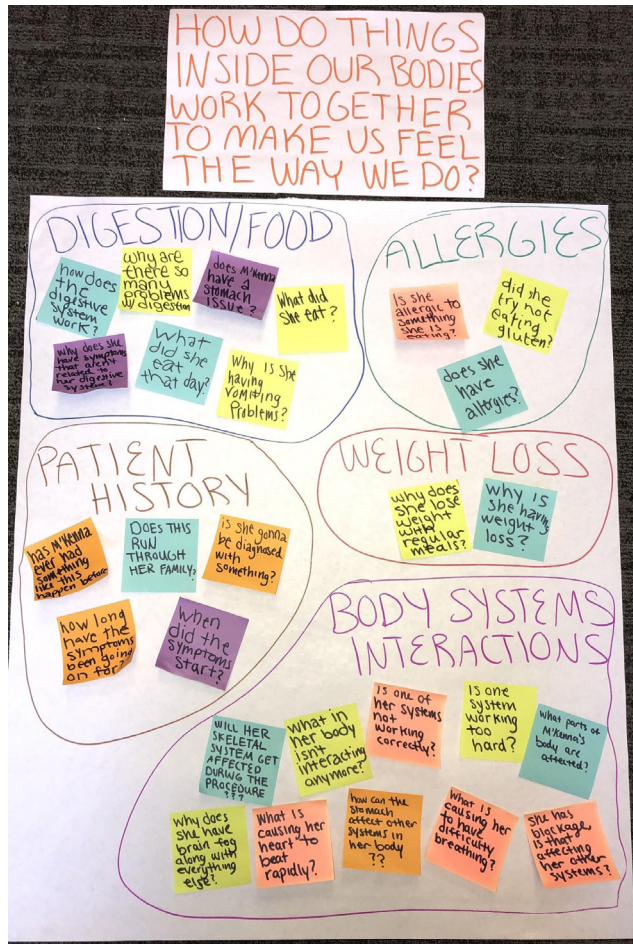 HOW DO THINGS
INSIDE OUR BODIES
WORK TOGETHER
TO MAKE US FEEL
THE WAY WE DO?
DIGESTION/FOOD
how does
the
digestive
system
work?
why are
there so
many
problems
w/ digestion
does M'Kenna
have a
stomach
issue?
What did
she eat?
why does she
have symptoms
that aren't
related to
her digestive
system?
What
did she
eat
that day?
Why is she
having
vomiting
Problems?
ALLERGIES
Is she
allergic to
something
she is
eating?
did she
try not
eating
gluten?
does she
have
allergies?
PATIENT
HISTORY
has M'Kenna
ever had
something
like this
happen before
DOES THIS
RUN
THROUGH
HER FAMILY?
is she gonna
be diagnosed
with
something?
how long
have the
symptoms
been going
on for?
when
did the
symptoms
start?
WEIGHT LOSS
why does
she lose
weight
with
regular
meals?
why is
she having
weight
loss?
BODY SYSTEMS
INTERACTIONS
WILL HER
SKELETAL
SYSTEM GET
AFFECTED
DURING THE
PROCEDURE
???
what in
her body
isn't
interacting
anymore?
is one of
her systems
not
working
correctly?
Is one
system
working
too
hard?
what parts of
M'Kenna's
body are
affected?
why does
she have
brain fog
along with
everything
else?
What is
causing her
heart to
beat
rapidly?
how can the
stomach
affect other
systems in
her body
??
What is
causing her
to have
difficulty
breathing?
She has
blockage
is that
affecting
her other
systems?